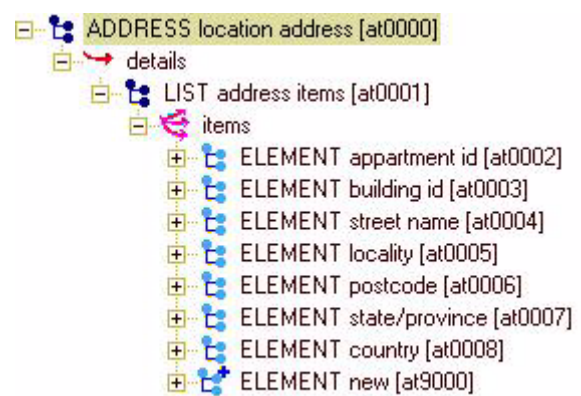 ADDRESS location address [at0000]
details
LIST address items [at0001]
items
ELEMENT appartment id [at0002]
ELEMENT building id [at0003]
ELEMENT street name [at0004]
ELEMENT locality [at0005]
ELEMENT postcode [at0006]
ELEMENT state/province [at0007]
ELEMENT country [at0008]
ELEMENT new [at9000]